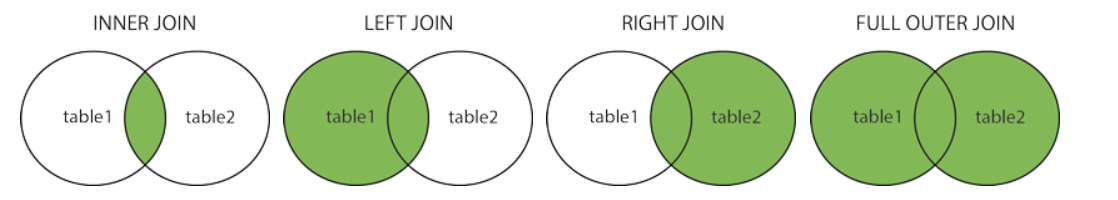 INNER JOIN
table1
table2
LEFT JOIN
table1
table2
RIGHT JOIN
table1
table2
FULL OUTER JOIN
table1
table2